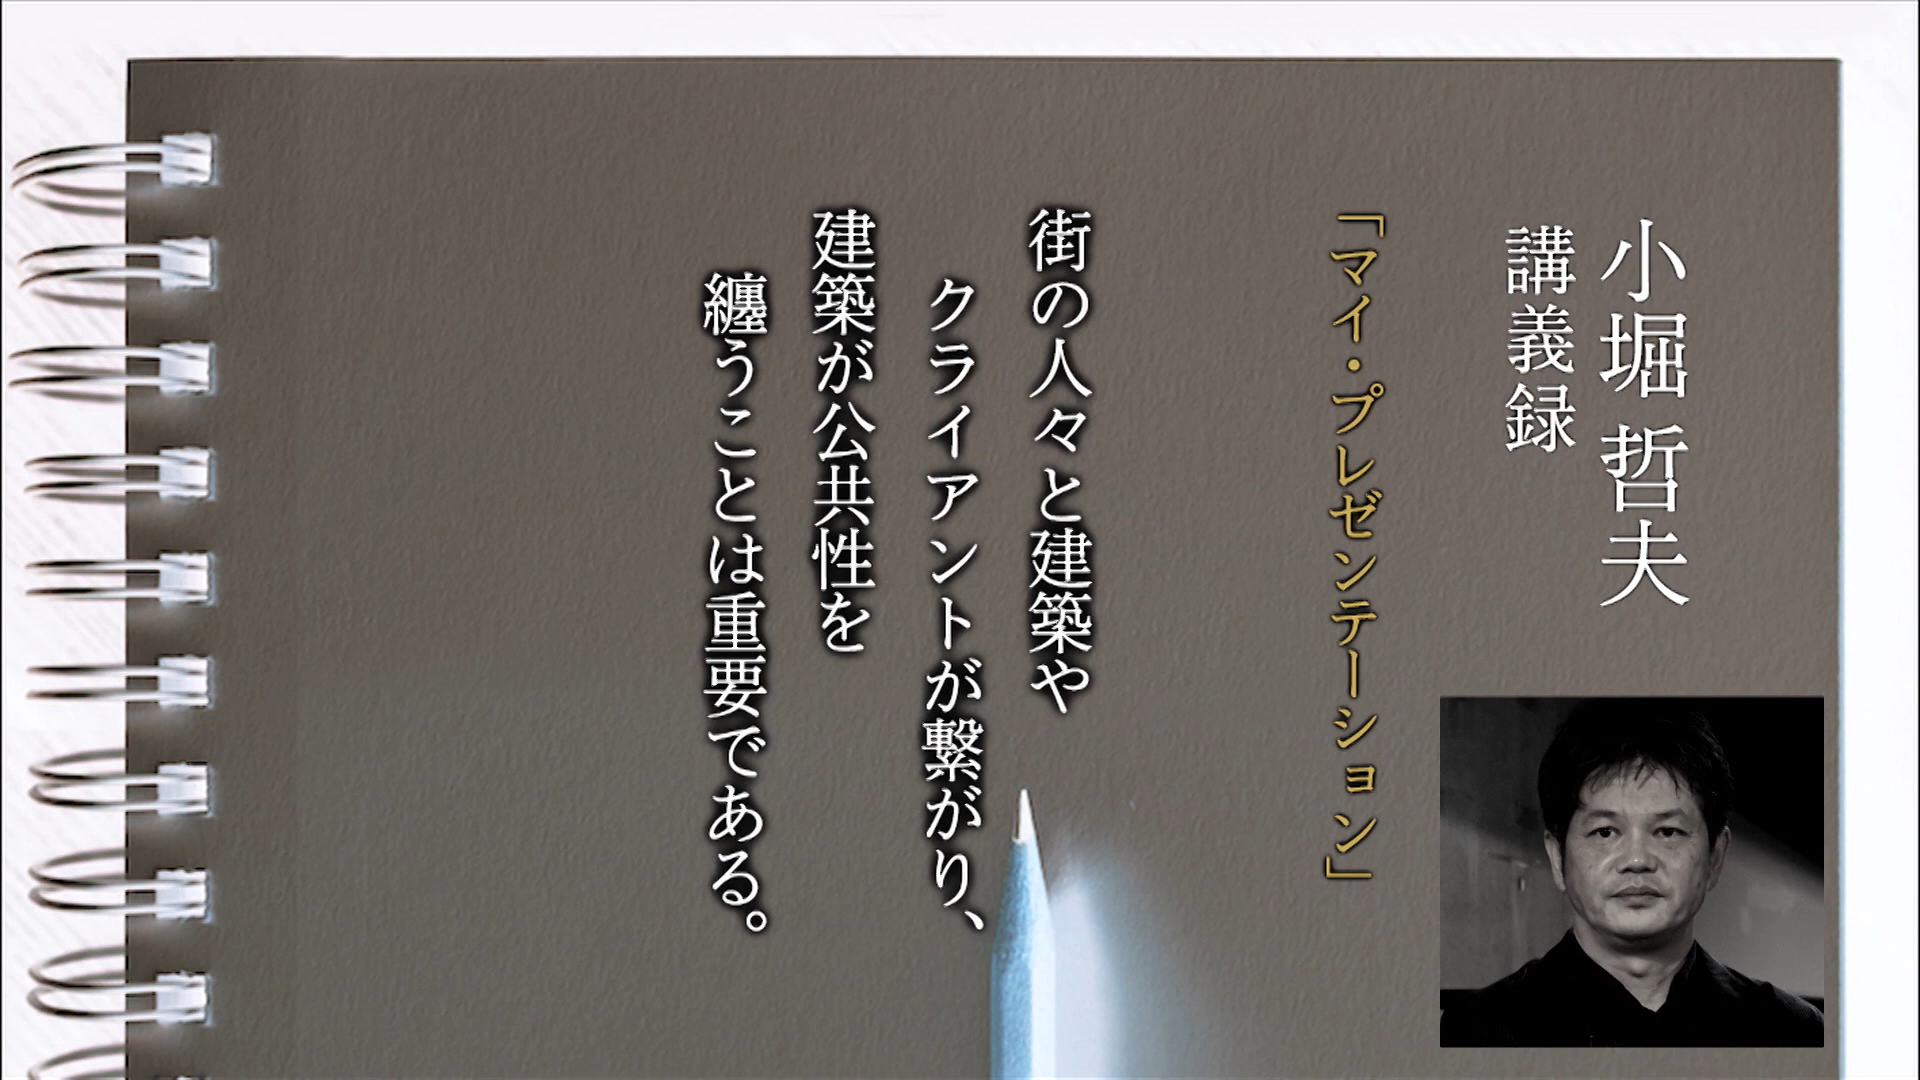 小堀 哲夫
講義録
「マイ・プレゼンテーション」
街の人々と建築や
クライアントが繋がり、
建築が公共性を
纏うことは重要である。